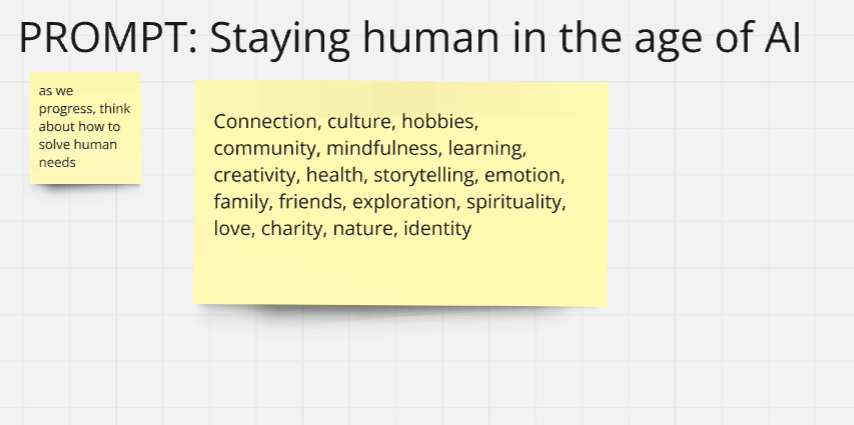 PROMPT: Staying human in the age of AI
as we
progress, think
about how to
solve human
needs
Connection, culture, hobbies,
community, mindfulness, learning,
creativity, health, storytelling, emotion,
family, friends, exploration, spirituality,
love, charity, nature, identity